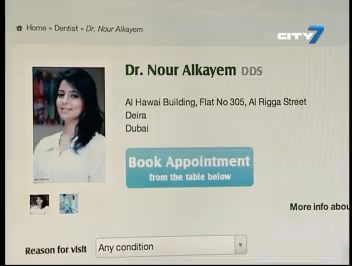 CITY7
Home » Dentist » Dr. Nour Alkayem
Dr. Nour Alkayem DDS
Al Hawai Building, Flat No 305, Al Rigga Street
Deira
Dubai
Book Appointment
from the table below
More info abou
Reason for visit Any condition